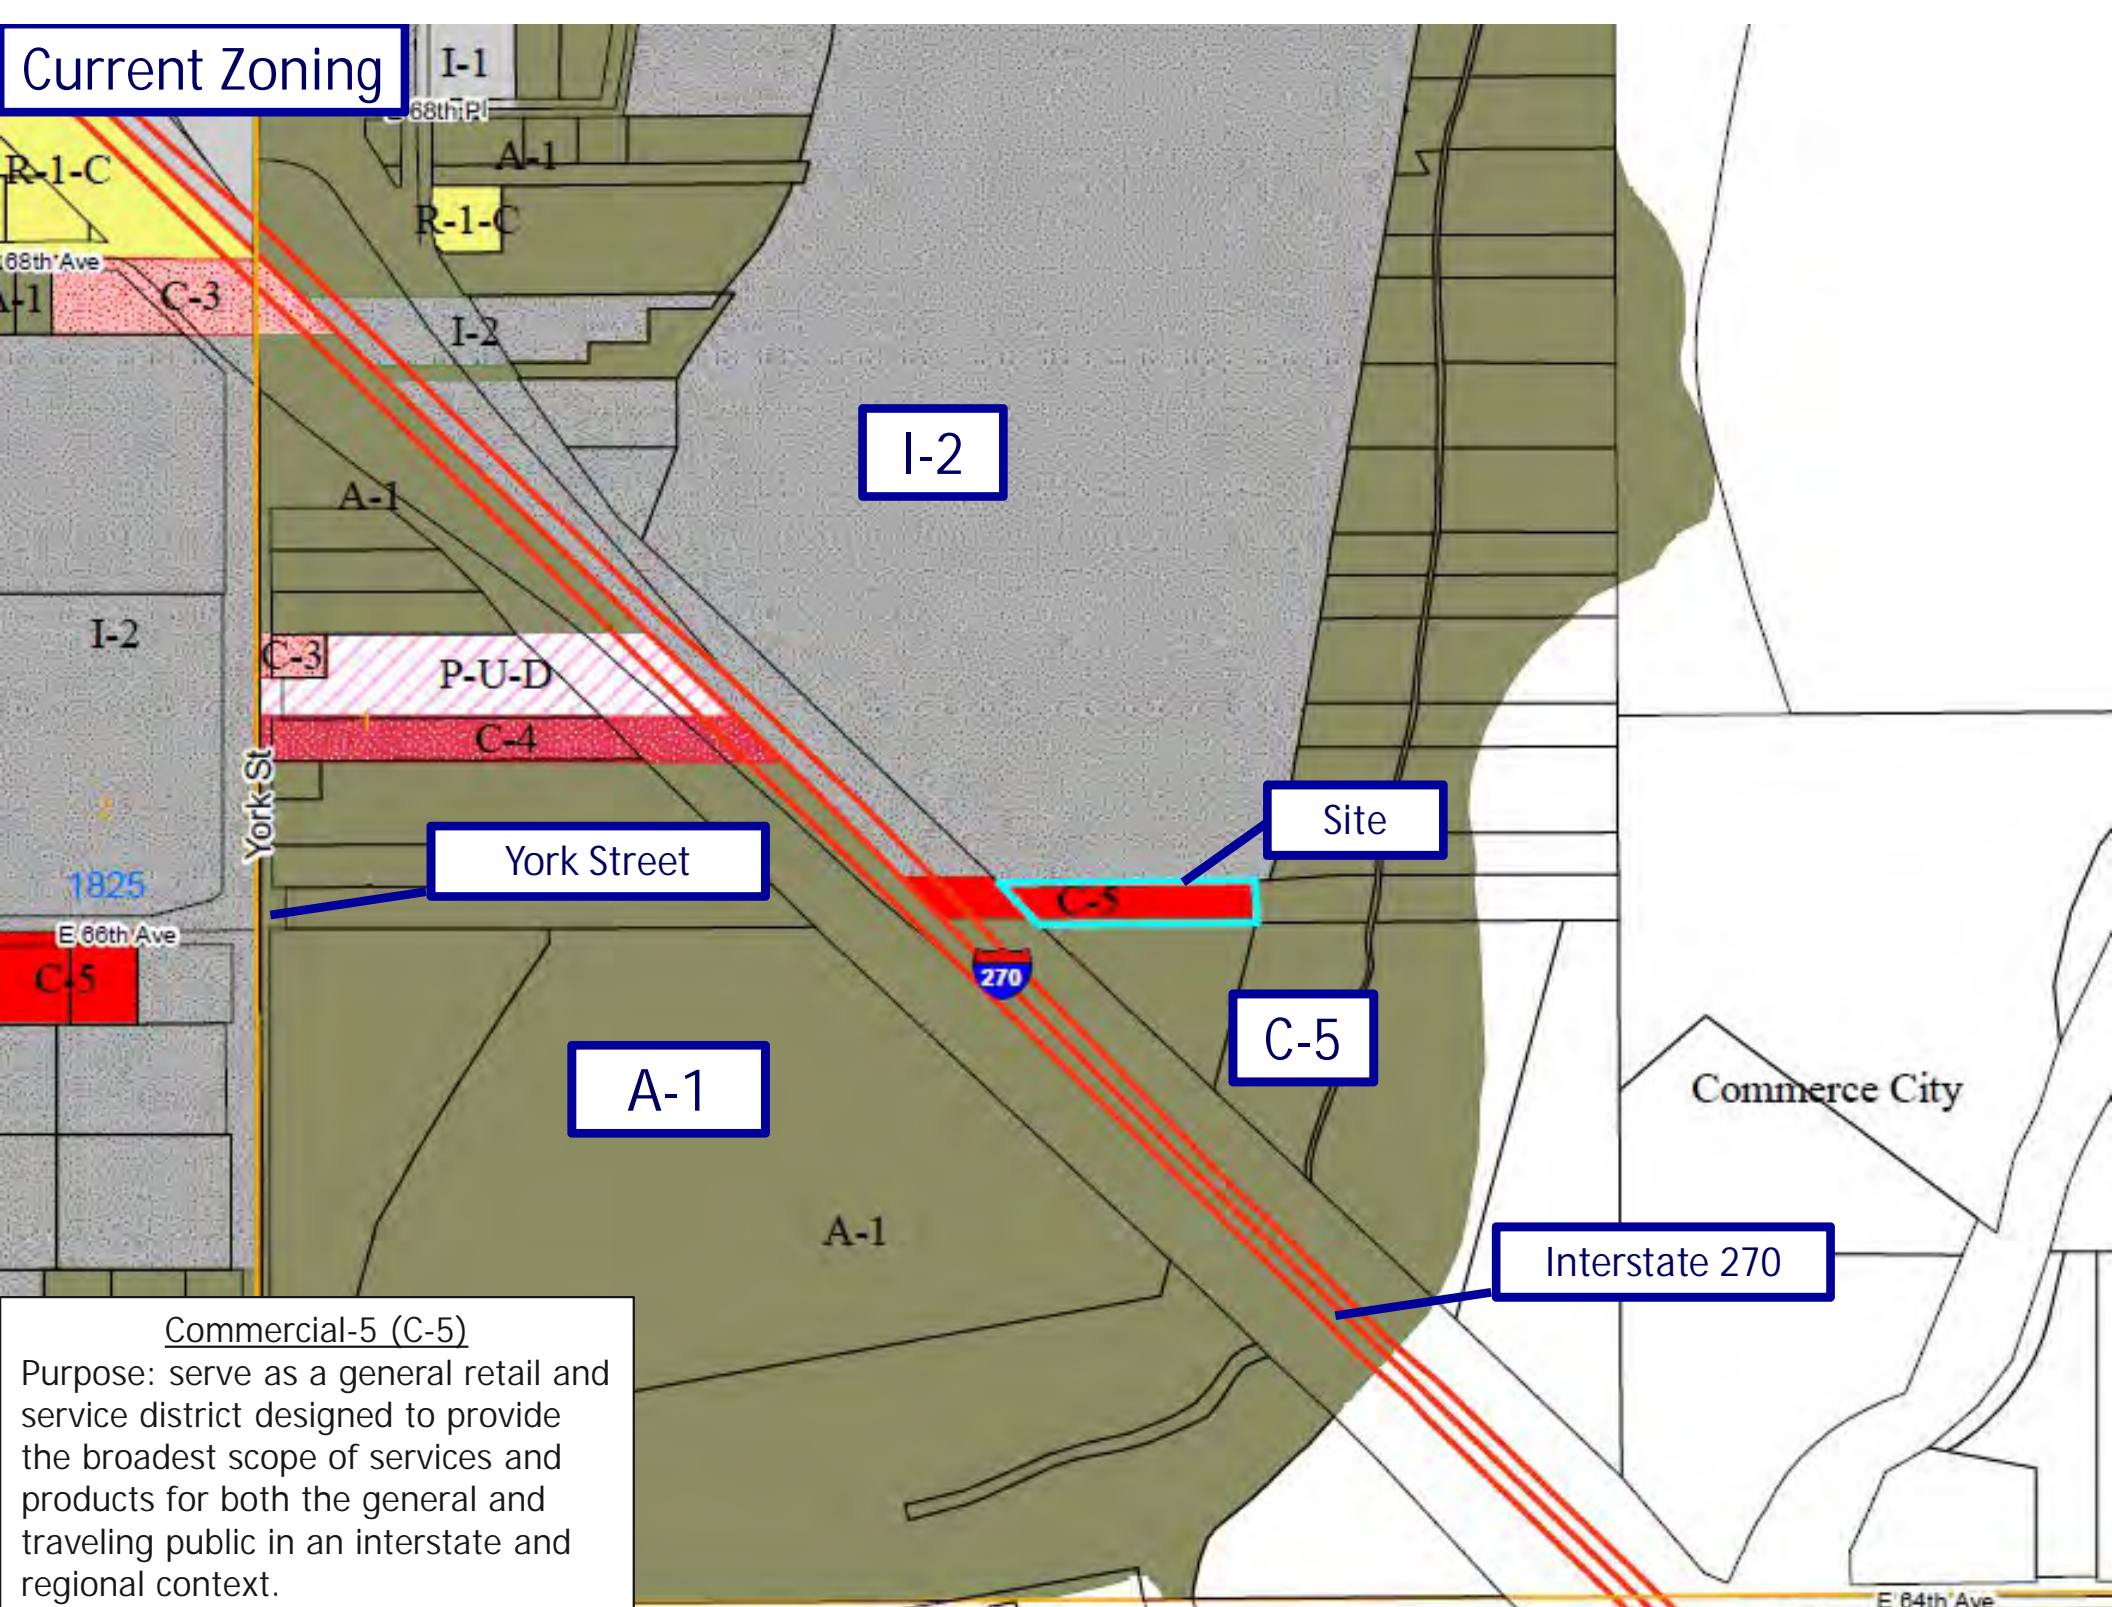 Current Zoning
I-1
E 68th Pl
A-1
R-1-C
R-1-C
68th Ave
A-1
C-3
I-2
I-2
A-1
I-2
C-3
P-U-D
C-4
York St
Site
York Street
1825
C-5
E 66th Ave
C-5
270
C-5
A-1
Commerce City
A-1
Interstate 270
Commercial-5 (C-5)
Purpose: serve as a general retail and
service district designed to provide
the broadest scope of services and
products for both the general and
traveling public in an interstate and
regional context.
E 64th Ave